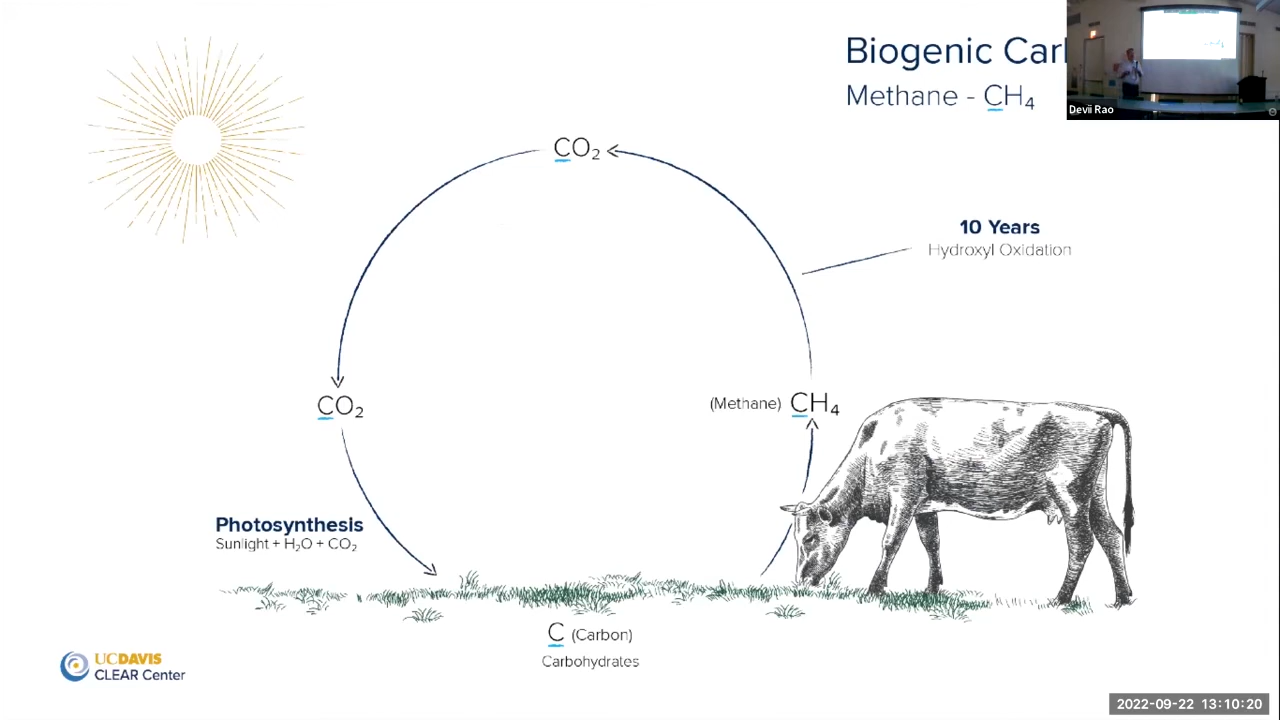 Biogenic Car
Methane - CH₄
Devii Rao
CO₂
10 Years
Hydroxyl Oxidation
CO₂
(Methane) CH₄
Photosynthesis
Sunlight + H₂O + CO₂
C (Carbon)
Carbohydrates
UCDAVIS
CLEAR Center
2022-09-22 13:10:20